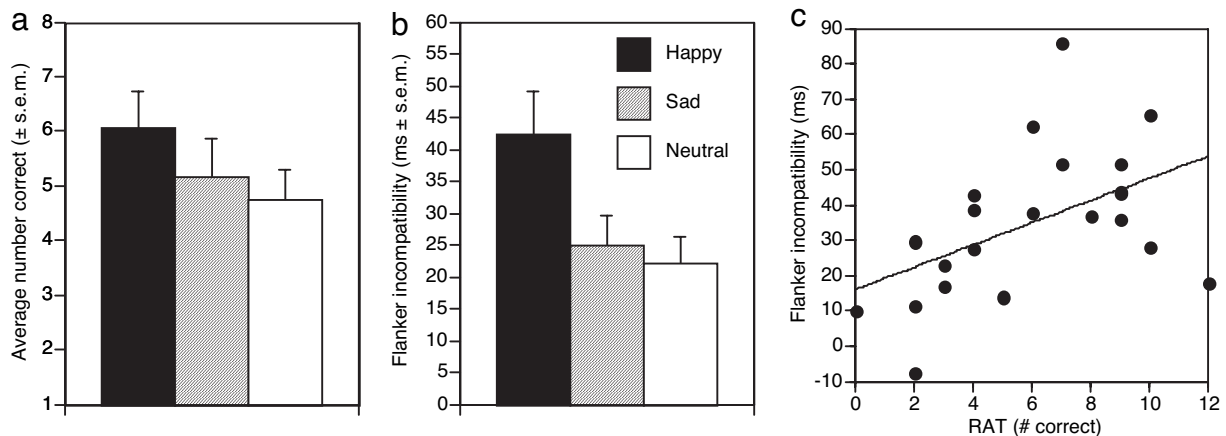 a
Average number correct (± s.e.m.)
8
7
6
5
4
3
2
1
b
Flanker incompatibility (ms ± s.e.m.)
60
55
50
45
40
35
30
25
20
15
10
5
0
Happy
Sad
Neutral
c
Flanker incompatibility (ms)
90
80
70
60
50
40
30
20
10
0
-10
0 2 4 6 8 10 12
RAT (# correct)